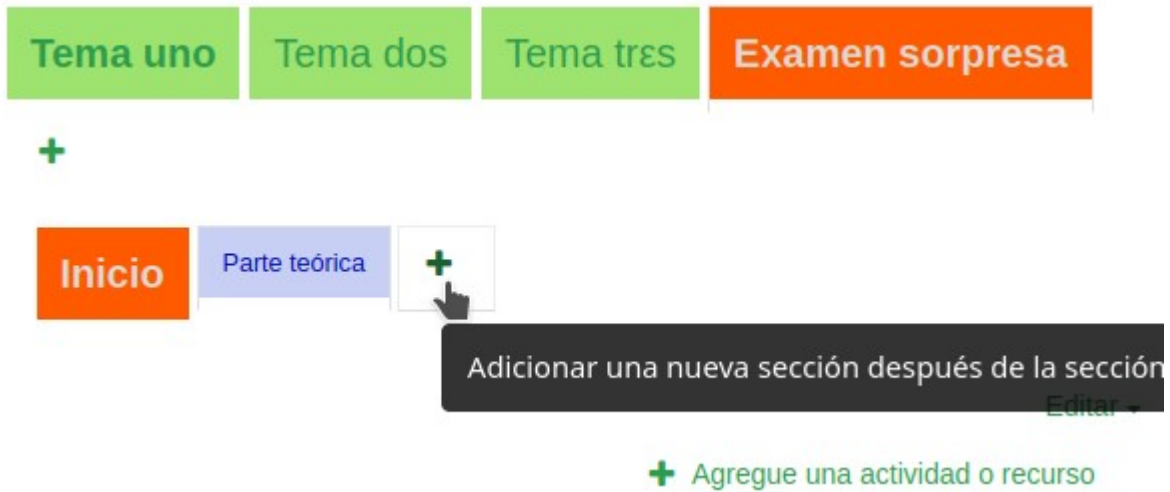 Tema uno Tema dos Tema trεs Examen sorpresa
+
Inicio Parte teórica +
Adicionar una nueva sección después de la sección
Editar
+ Agregue una actividad o recurso